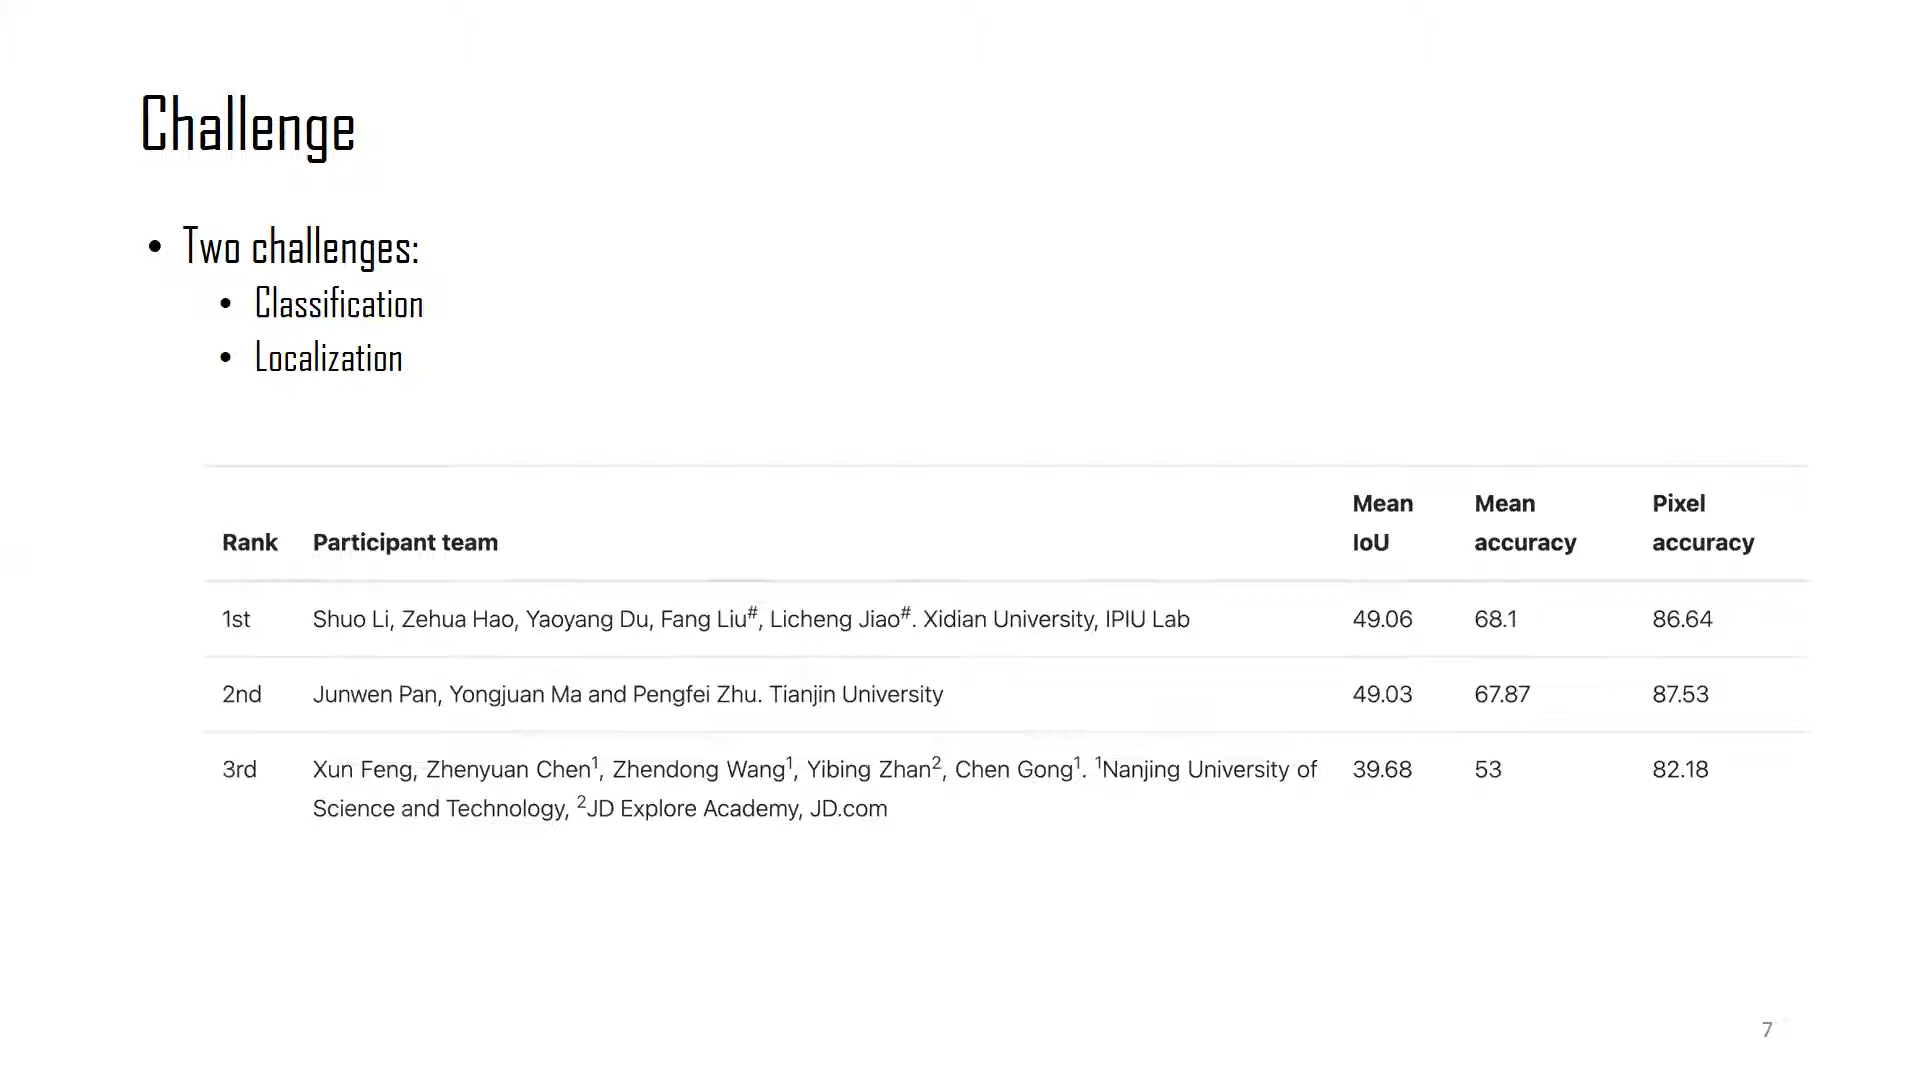 Challenge
• Two challenges:
• Classification
• Localization
Mean Mean Pixel
Rank Participant team IoU accuracy accuracy
1st Shuo Li, Zehua Hao, Yaoyang Du, Fang Liu#, Licheng Jiao#. Xidian University, IPIU Lab 49.06 68.1 86.64
2nd Junwen Pan, Yongjuan Ma and Pengfei Zhu. Tianjin University 49.03 67.87 87.53
3rd Xun Feng, Zhenyuan Chen¹, Zhendong Wang¹, Yibing Zhan², Chen Gong¹. ¹Nanjing University of 39.68 53 82.18
Science and Technology, ²JD Explore Academy, JD.com
7